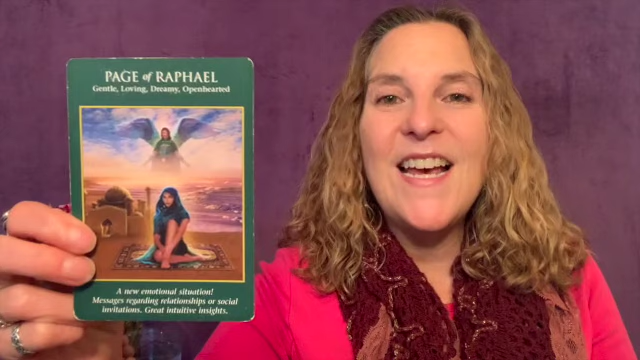 PAGE of RAPHAEL
Gentle, Loving, Dreamy, Openhearted
A new emotional situation!
Messages regarding relationships or social
invitations. Great intuitive insights.